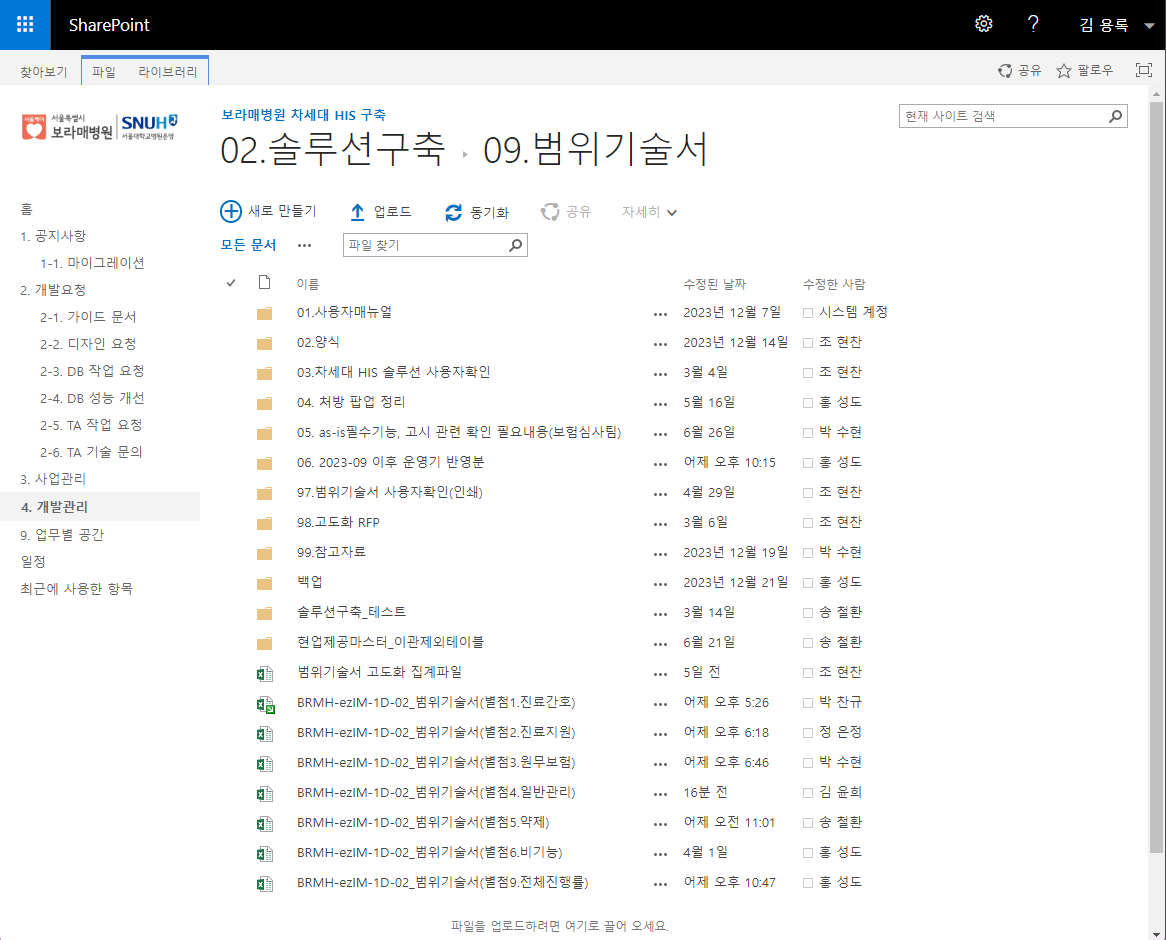 SharePoint
?
김 용록
찾아보기
파일
라이브러리
공유
팔로우
서울케어
서울특별시
보라매병원
SNUH
서울대학교병원운영
보라매병원 차세대 HIS 구축
02.솔루션구축 ▸ 09.범위기술서
현재 사이트 검색
홈
1. 공지사항
1-1. 마이그레이션
2. 개발요청
2-1. 가이드 문서
2-2. 디자인 요청
2-3. DB 작업 요청
2-4. DB 성능 개선
2-5. TA 작업 요청
2-6. TA 기술 문의
3. 사업관리
4. 개발관리
9. 업무별 공간
일정
최근에 사용한 항목
새로 만들기
업로드
동기화
공유
자세히
모든 문서
...
파일 찾기
이름 수정된 날짜 수정한 사람
01.사용자매뉴얼 ... 2023년 12월 7일 시스템 계정
02.양식 ... 2023년 12월 14일 조 현찬
03.차세대 HIS 솔루션 사용자확인 ... 3월 4일 조 현찬
04. 처방 팝업 정리 ... 5월 16일 홍 성도
05. as-is필수기능, 고시 관련 확인 필요내용(보험심사팀) ... 6월 26일 박 수현
06. 2023-09 이후 운영기 반영분 ... 어제 오후 10:15 홍 성도
97.범위기술서 사용자확인(인쇄) ... 4월 29일 조 현찬
98.고도화 RFP ... 3월 6일 조 현찬
99.참고자료 ... 2023년 12월 19일 박 수현
백업 ... 2023년 12월 21일 홍 성도
솔루션구축_테스트 ... 3월 14일 송 철환
현업제공마스터_이관제외테이블 ... 6월 21일 송 철환
범위기술서 고도화 집계파일 ... 5일 전 조 현찬
BRMH-ezIM-1D-02_범위기술서(별첨1.진료간호) ... 어제 오후 5:26 박 찬규
BRMH-ezIM-1D-02_범위기술서(별첨2.진료지원) ... 어제 오후 6:18 정 은정
BRMH-ezIM-1D-02_범위기술서(별첨3.원무보험) ... 어제 오후 6:46 박 수현
BRMH-ezIM-1D-02_범위기술서(별첨4.일반관리) ... 16분 전 김 윤희
BRMH-ezIM-1D-02_범위기술서(별첨5.약제) ... 어제 오전 11:01 송 철환
BRMH-ezIM-1D-02_범위기술서(별첨6.비기능) ... 4월 1일 홍 성도
BRMH-ezIM-1D-02_범위기술서(별첨9.전체진행률) ... 어제 오후 10:47 홍 성도
파일을 업로드하려면 여기로 끌어 오세요.